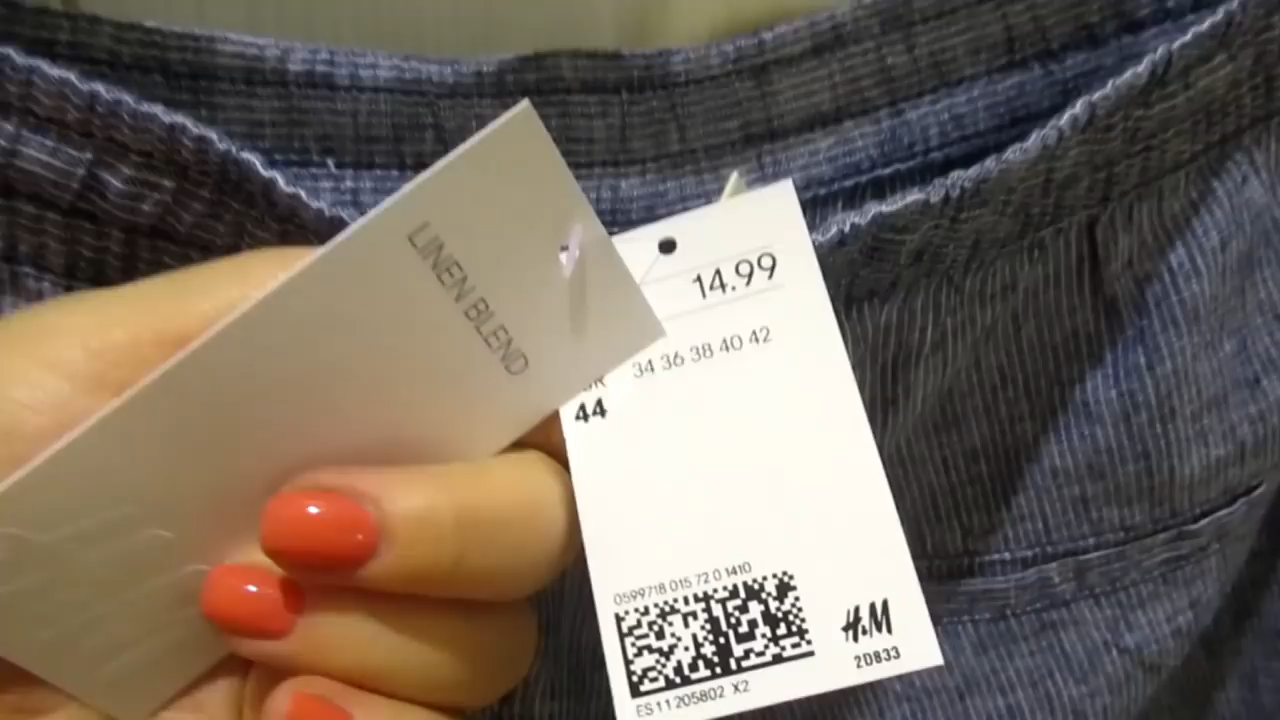 LINEN BLEND
14.99
34 36 38 40 42
44
0599718 015 72 0 1410
H&M
2D833
ES11205802 X2